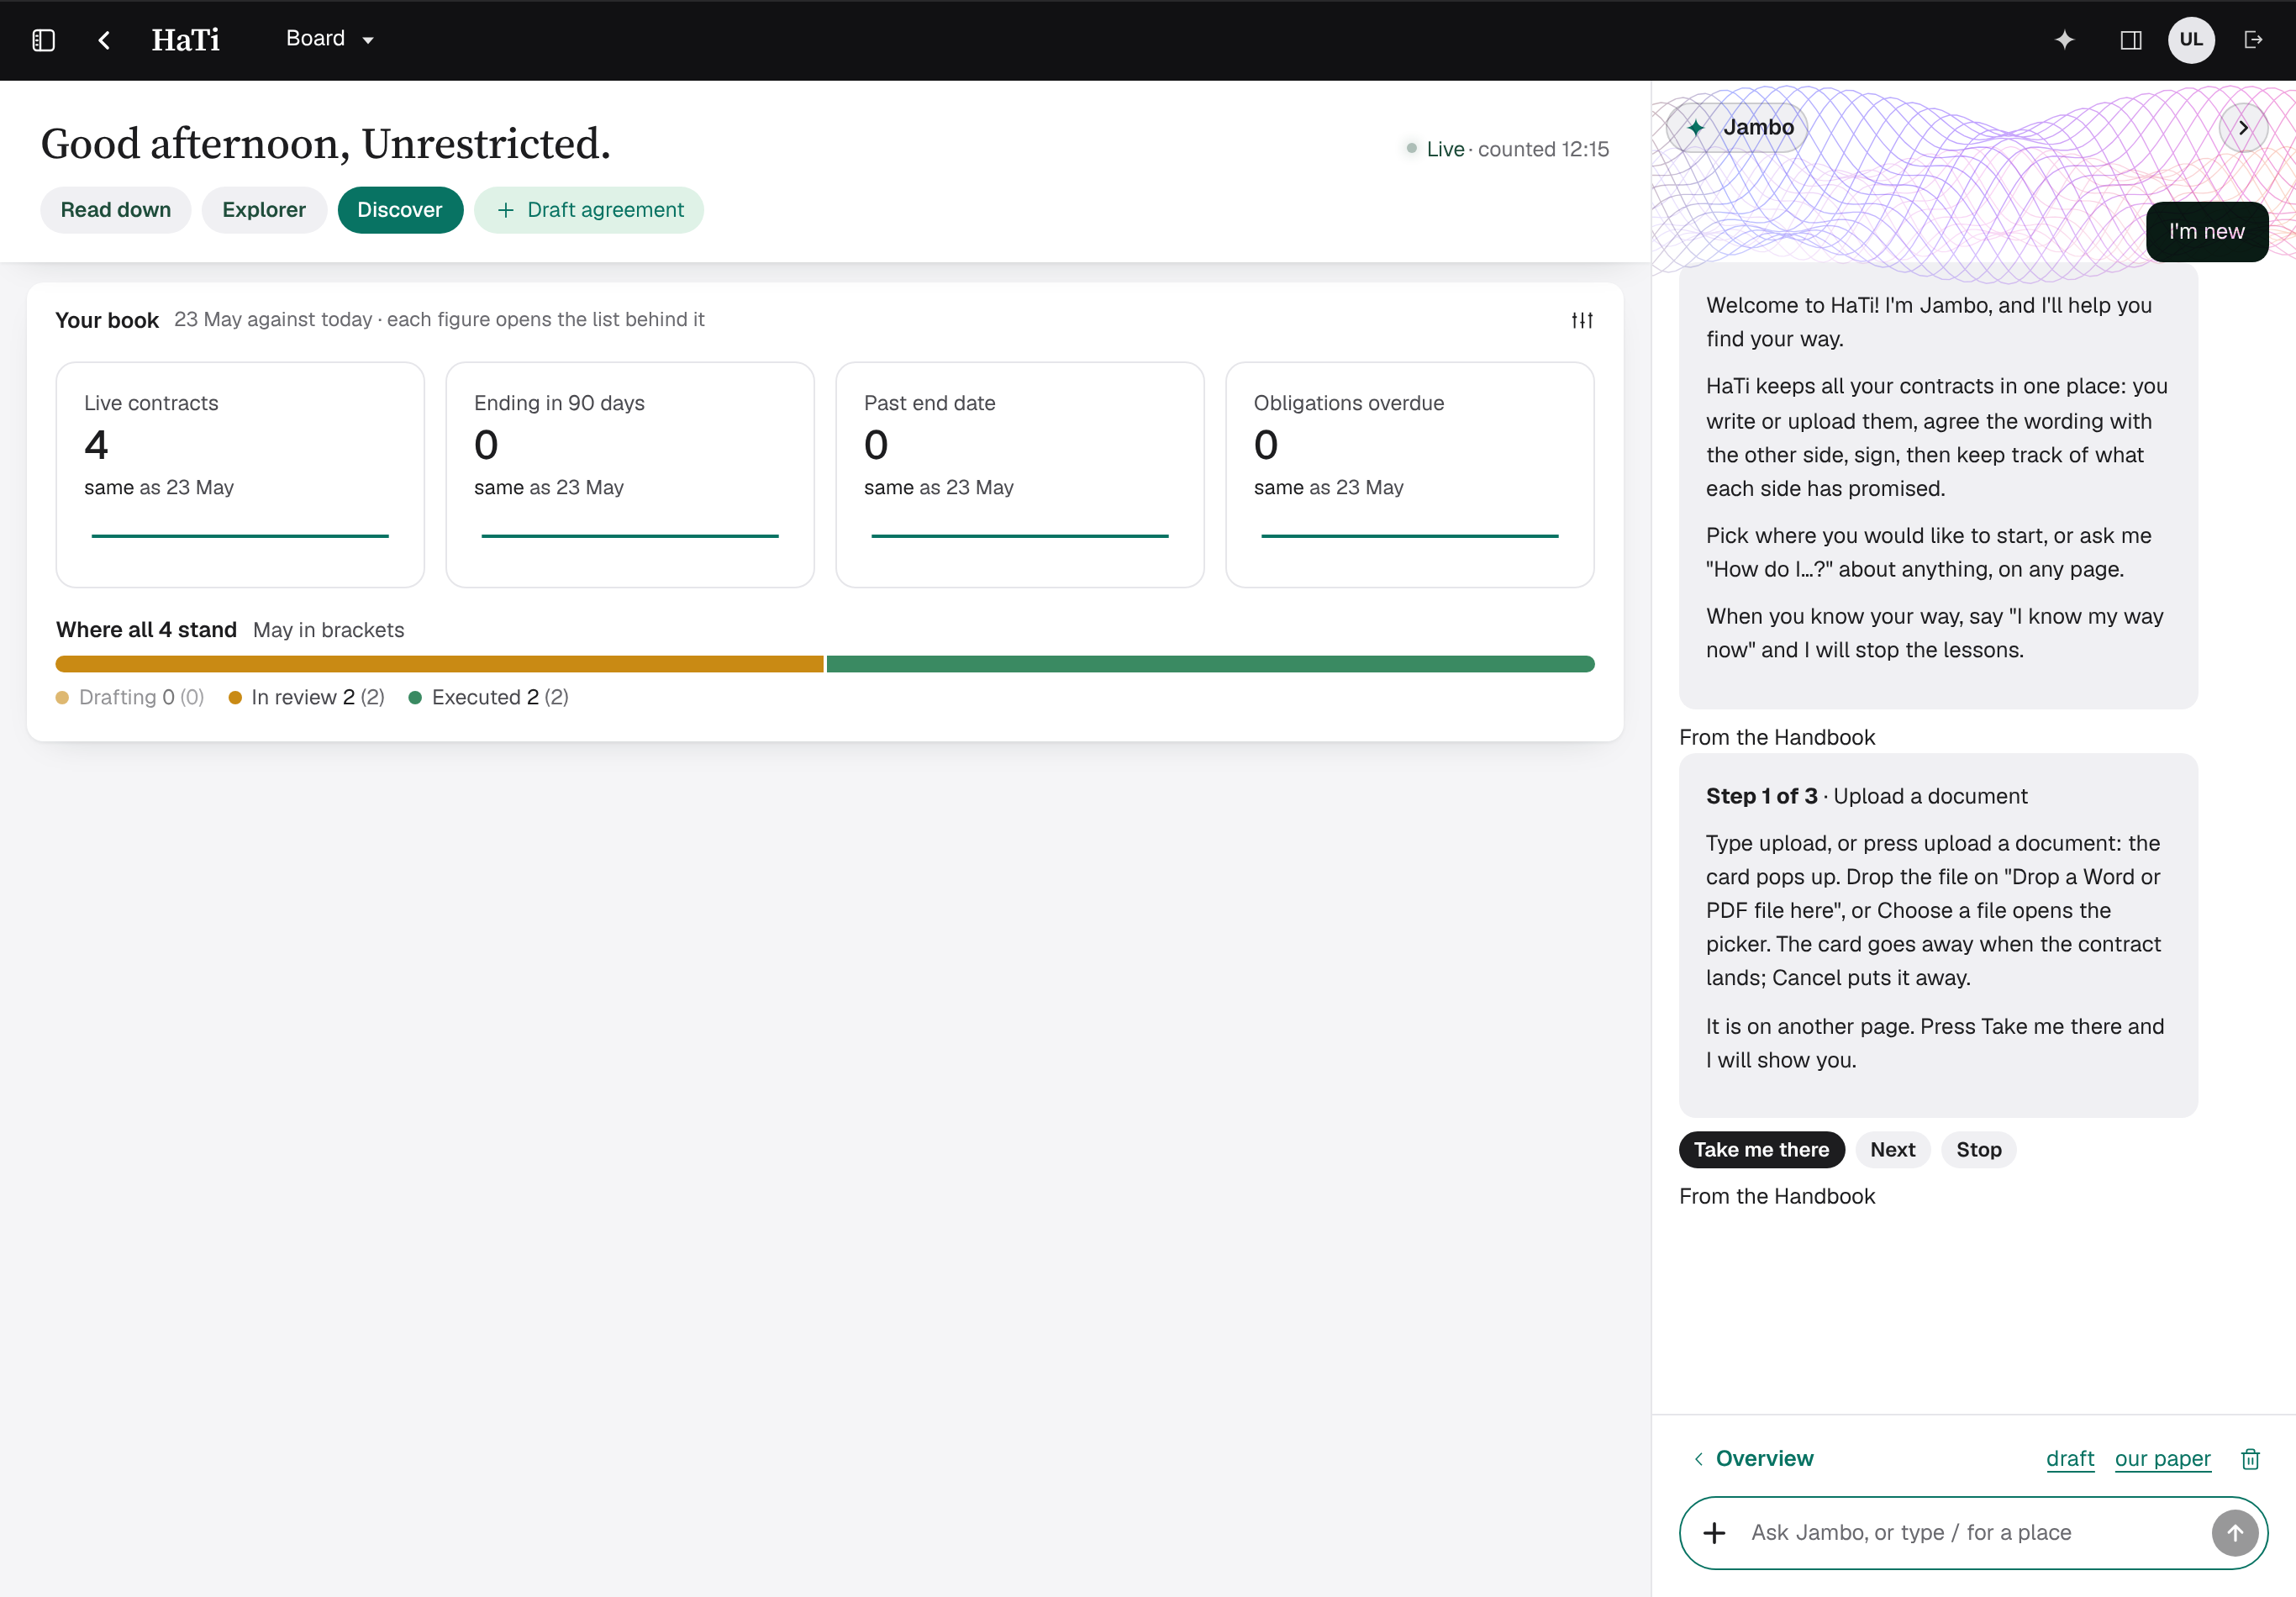 HaTi
Board
UL
Good afternoon, Unrestricted.
Live · counted 12:15
Read down
Explorer
Discover
+ Draft agreement
Your book 23 May against today · each figure opens the list behind it
Live contracts
4
same as 23 May
Ending in 90 days
0
same as 23 May
Past end date
0
same as 23 May
Obligations overdue
0
same as 23 May
Where all 4 stand May in brackets
Drafting 0 (0) In review 2 (2) Executed 2 (2)
Jambo
I'm new
Welcome to HaTi! I'm Jambo, and I'll help you
find your way.
HaTi keeps all your contracts in one place: you
write or upload them, agree the wording with
the other side, sign, then keep track of what
each side has promised.
Pick where you would like to start, or ask me
"How do I...?" about anything, on any page.
When you know your way, say "I know my way
now" and I will stop the lessons.
From the Handbook
Step 1 of 3 · Upload a document
Type upload, or press upload a document: the
card pops up. Drop the file on "Drop a Word or
PDF file here", or Choose a file opens the
picker. The card goes away when the contract
lands; Cancel puts it away.
It is on another page. Press Take me there and
I will show you.
Take me there
Next
Stop
From the Handbook
Overview
draft
our paper
Ask Jambo, or type / for a place